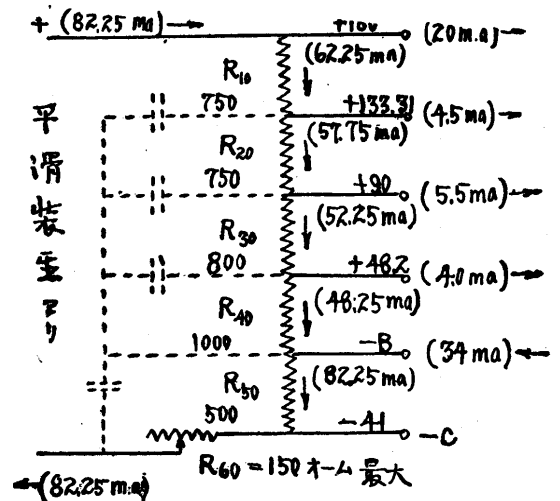 + (82.25 ma)
+10v
(20 m.a)
(62.25 ma)
R10
750
+133.31
(4.5 ma)
(57.75 ma)
R20
750
+90
(5.5 ma)
(52.25 ma)
R30
800
+48.2
(4.0 ma)
(48.25 ma)
R40
1000
-B
(34 ma)
(82.25 ma)
R50
500
-41
-C
R60 = 150 オーム 最大
(82.25 m.a)
平滑装置ヨリ